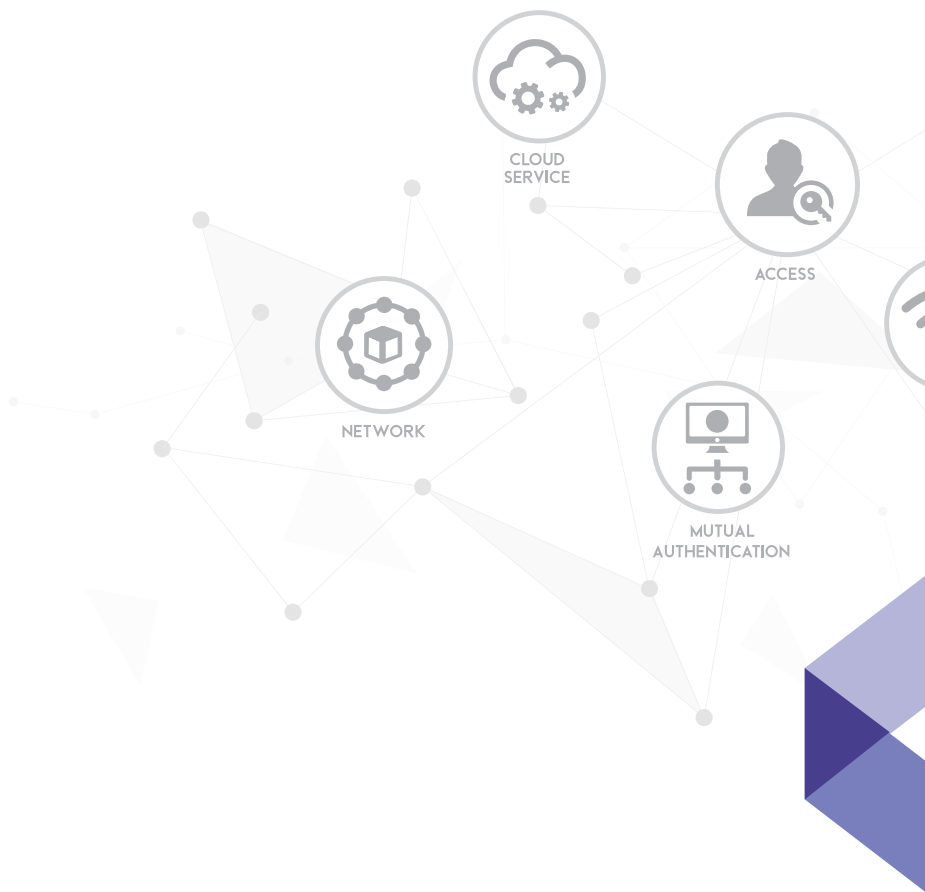 CLOUD
SERVICE
ACCESS
NETWORK
MUTUAL
AUTHENTICATION